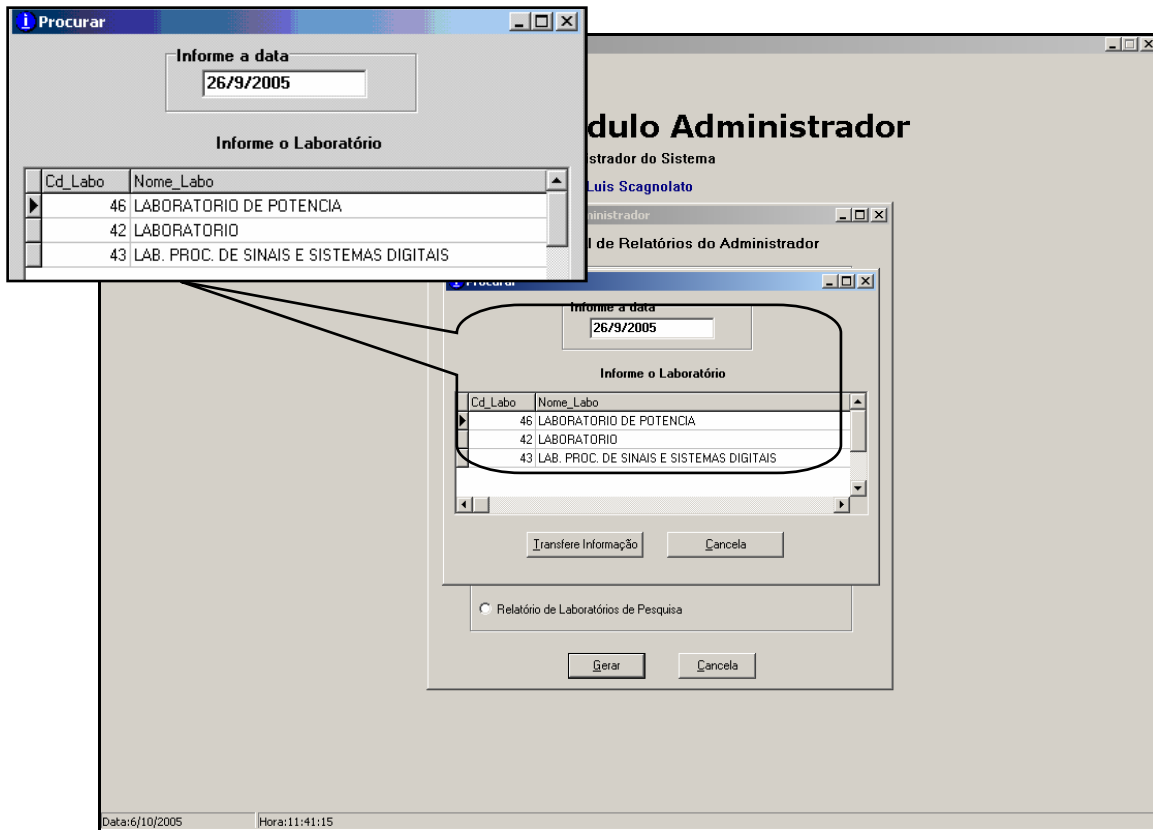 Procurar
Informe a data
26/9/2005
Informe o Laboratório
Cd_Labo Nome_Labo
46 LABORATORIO DE POTENCIA
42 LABORATORIO
43 LAB. PROC. DE SINAIS E SISTEMAS DIGITAIS
dulo Administrador
strador do Sistema
Luis Scagnolato
ministrador
l de Relatórios do Administrador
Procurar
Informe a data
26/9/2005
Informe o Laboratório
Cd_Labo Nome_Labo
46 LABORATORIO DE POTENCIA
42 LABORATORIO
43 LAB. PROC. DE SINAIS E SISTEMAS DIGITAIS
Transfere Informação Cancela
Relatório de Laboratórios de Pesquisa
Gerar Cancela
Data:6/10/2005 Hora:11:41:15